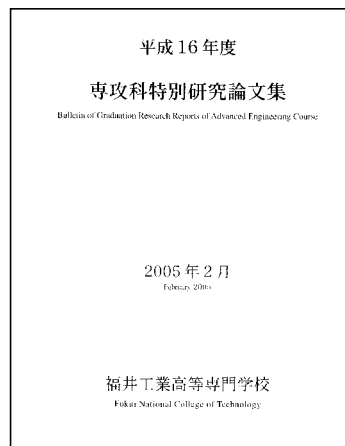 平成16年度
専攻科特別研究論文集
Bulletin of Graduation Research Reports of Advanced Engineering Course
2005年2月
February 2005
福井工業高等専門学校
Fukui National College of Technology